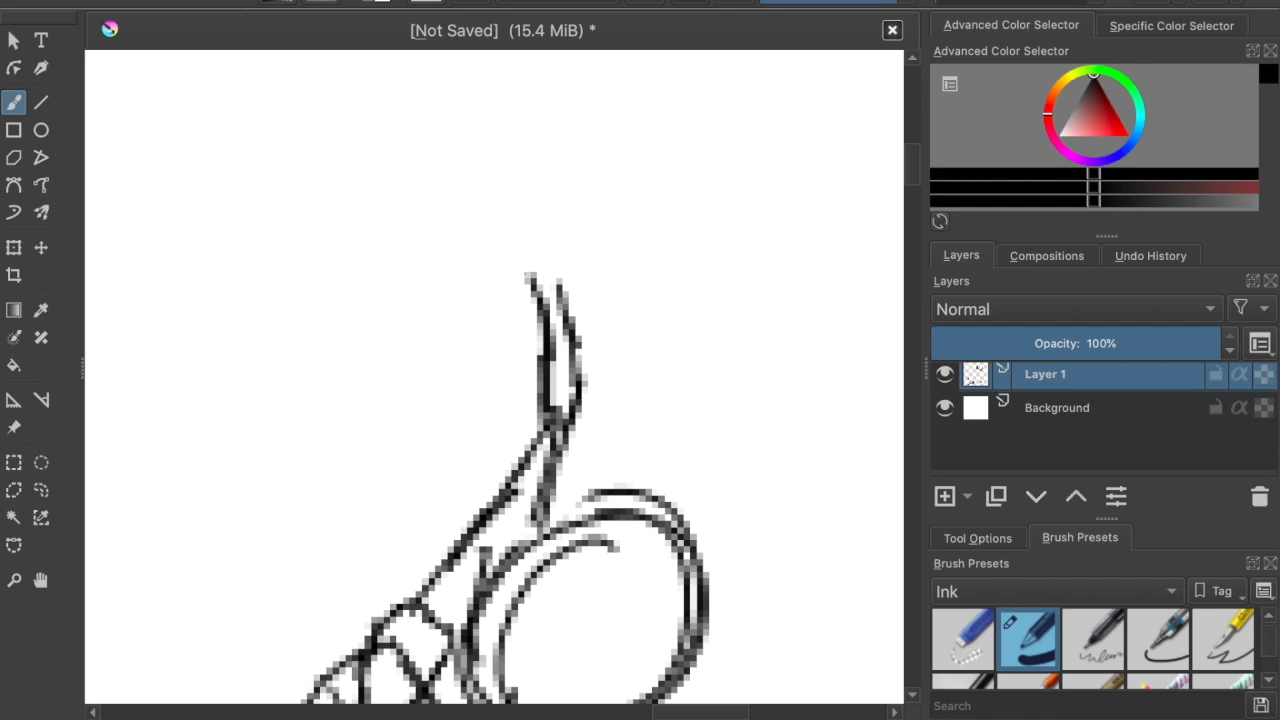 [Not Saved] (15.4 MiB) *
Advanced Color Selector
Specific Color Selector
Advanced Color Selector
Layers
Compositions
Undo History
Layers
Normal
Opacity: 100%
Layer 1
Background
Tool Options
Brush Presets
Brush Presets
Ink
Tag
Search